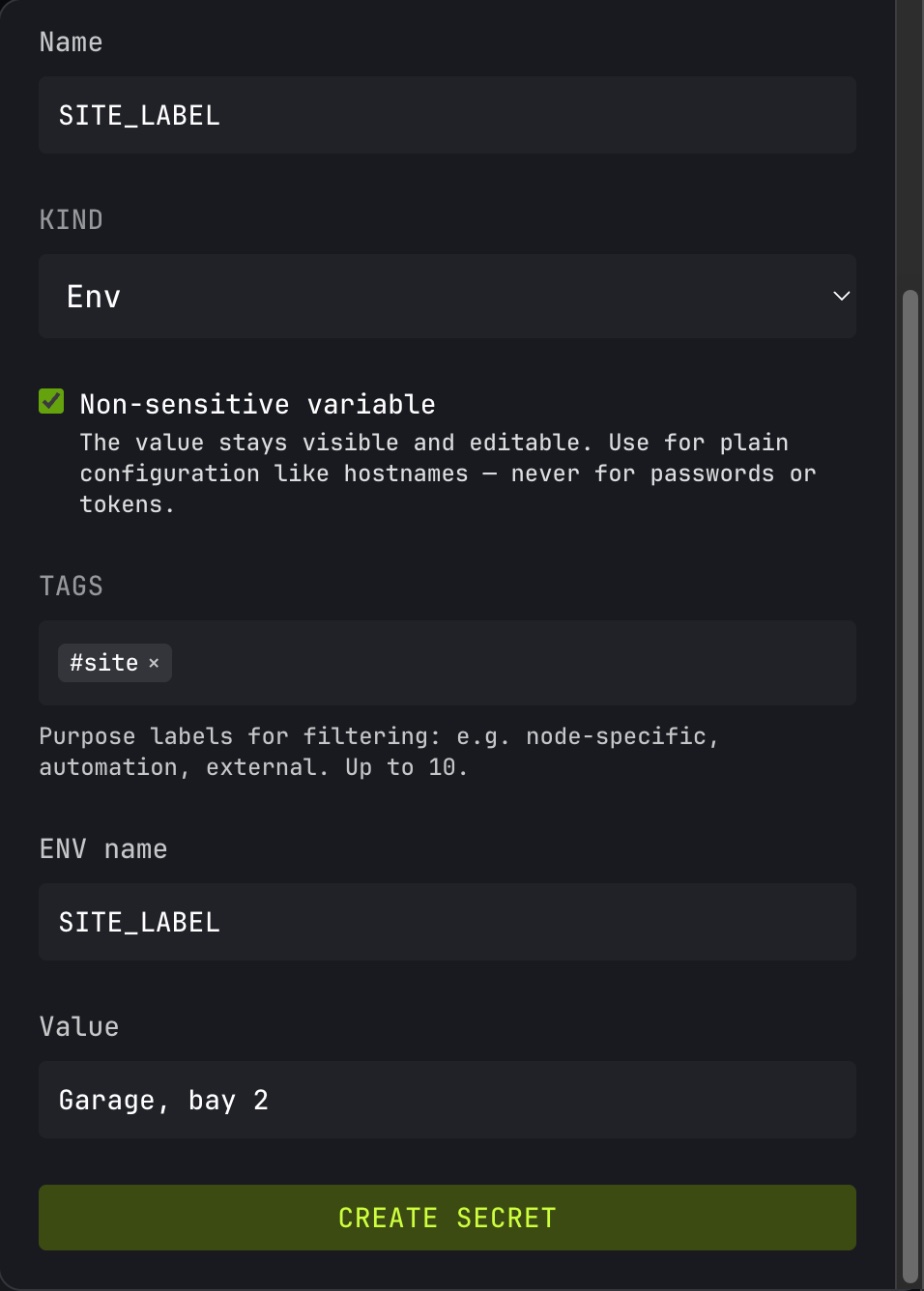 Name
SITE_LABEL
KIND
Env
Non-sensitive variable
The value stays visible and editable. Use for plain
configuration like hostnames — never for passwords or
tokens.
TAGS
#site ×
Purpose labels for filtering: e.g. node-specific,
automation, external. Up to 10.
ENV name
SITE_LABEL
Value
Garage, bay 2
CREATE SECRET